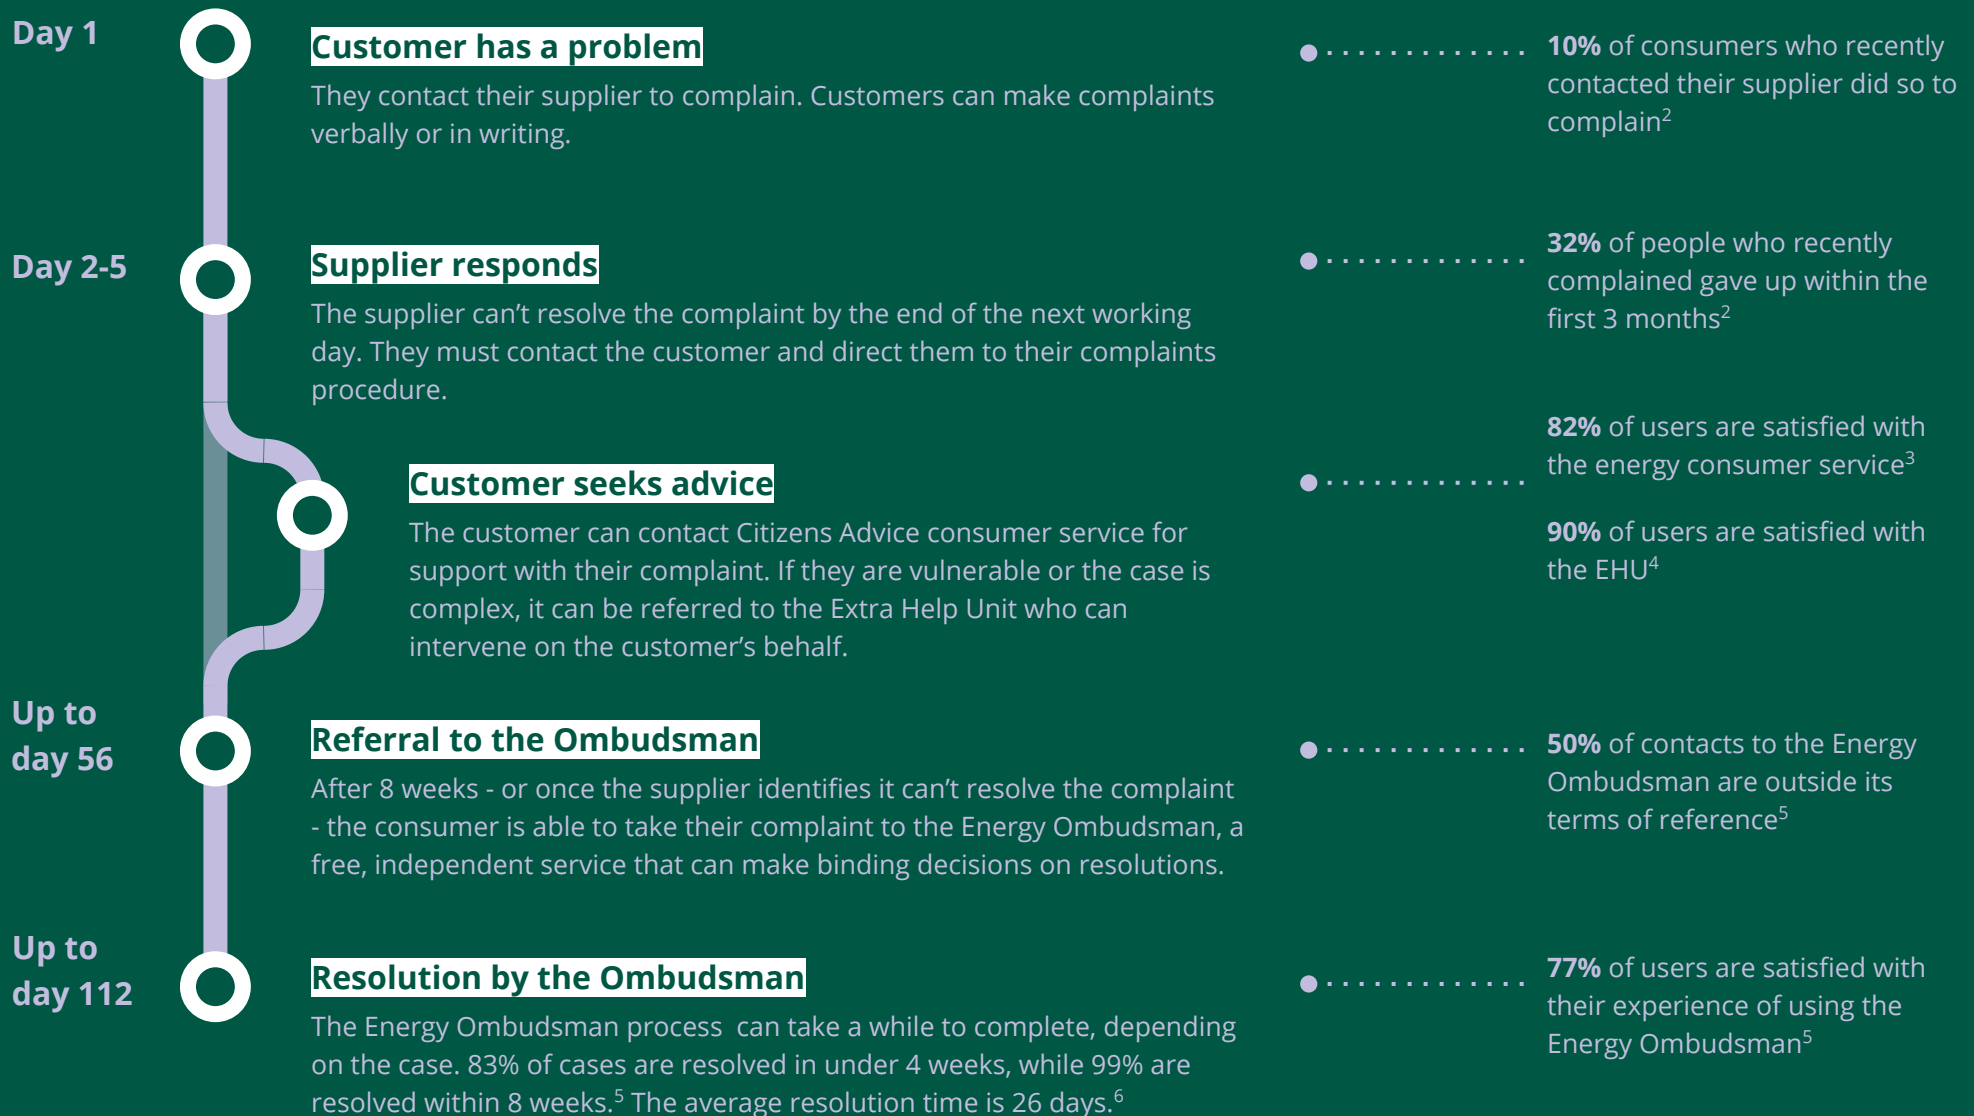 Day 1
Customer has a problem
They contact their supplier to complain. Customers can make complaints
verbally or in writing.
10% of consumers who recently
contacted their supplier did so to
complain²
Day 2-5
Supplier responds
The supplier can’t resolve the complaint by the end of the next working
day. They must contact the customer and direct them to their complaints
procedure.
32% of people who recently
complained gave up within the
first 3 months²
Customer seeks advice
The customer can contact Citizens Advice consumer service for
support with their complaint. If they are vulnerable or the case is
complex, it can be referred to the Extra Help Unit who can
intervene on the customer’s behalf.
82% of users are satisfied with
the energy consumer service³
90% of users are satisfied with
the EHU⁴
Up to
day 56
Referral to the Ombudsman
After 8 weeks - or once the supplier identifies it can’t resolve the complaint
- the consumer is able to take their complaint to the Energy Ombudsman, a
free, independent service that can make binding decisions on resolutions.
50% of contacts to the Energy
Ombudsman are outside its
terms of reference⁵
Up to
day 112
Resolution by the Ombudsman
The Energy Ombudsman process  can take a while to complete, depending
on the case. 83% of cases are resolved in under 4 weeks, while 99% are
resolved within 8 weeks.⁵ The average resolution time is 26 days.⁶
77% of users are satisfied with
their experience of using the
Energy Ombudsman⁵